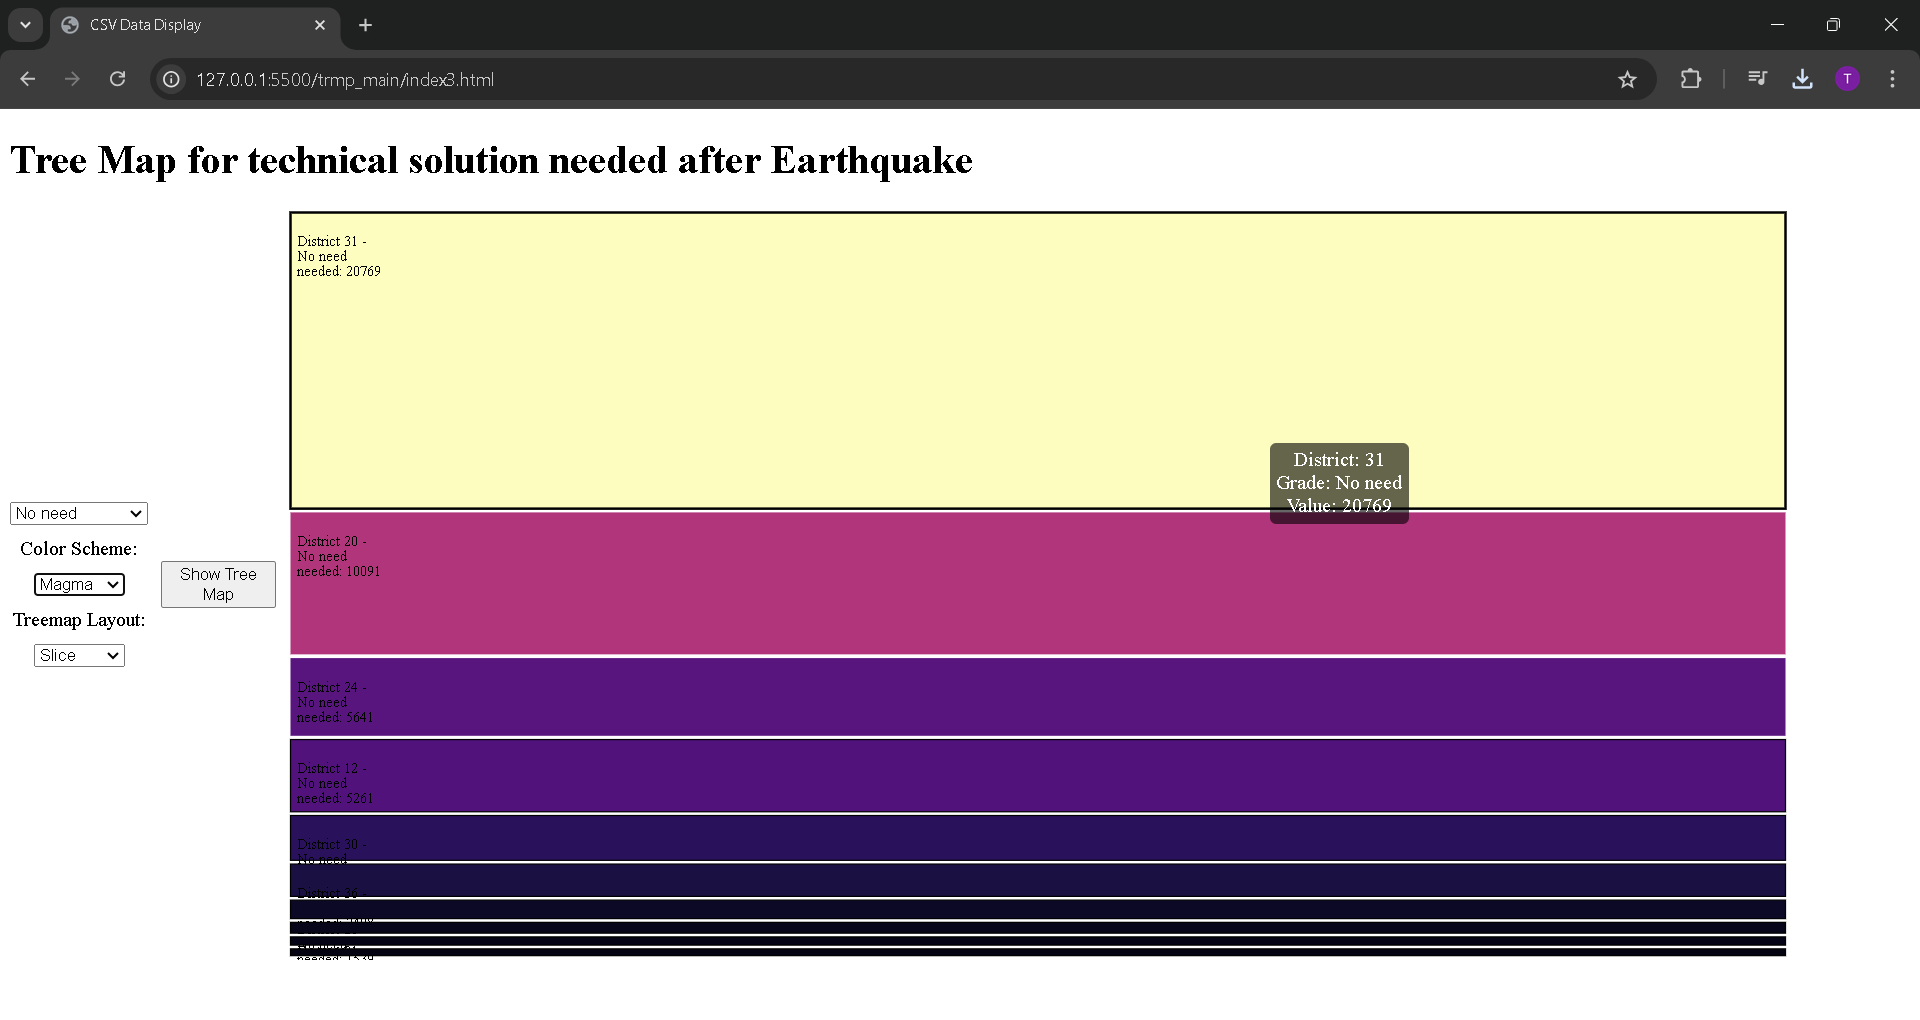 CSV Data Display
127.0.0.1:5500/trmp_main/index3.html
T
Tree Map for technical solution needed after Earthquake
No need
Color Scheme:
Magma
Treemap Layout:
Slice
Show Tree
Map
District 31 -
No need
needed: 20769
District: 31
Grade: No need
Value: 20769
District 20 -
No need
needed: 10091
District 24 -
No need
needed: 5641
District 12 -
No need
needed: 5261
District 30 -
No need
District 36 -